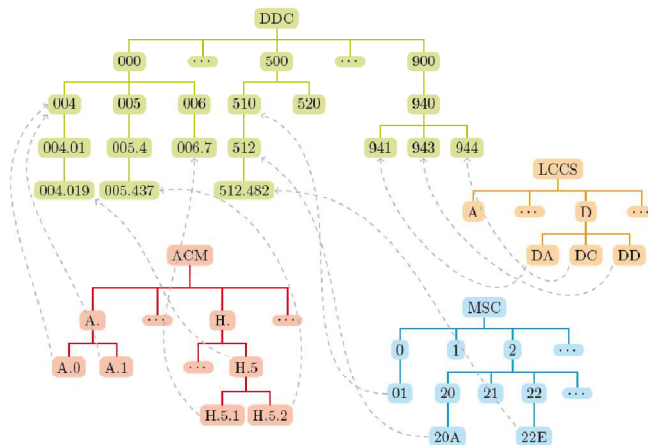 DDC
000 ... 500 ... 900
004 005 006 510 520 940
004.01 005.4 006.7 512 941 943 944
004.019 005.437 512.482
LCCS
A ... D ...
DA DC DD
ACM
A. ... H. ...
A.0 A.1 ... H.5
H.5.1 H.5.2
MSC
0 1 2 ...
01 20 21 22 ...
20A 22E